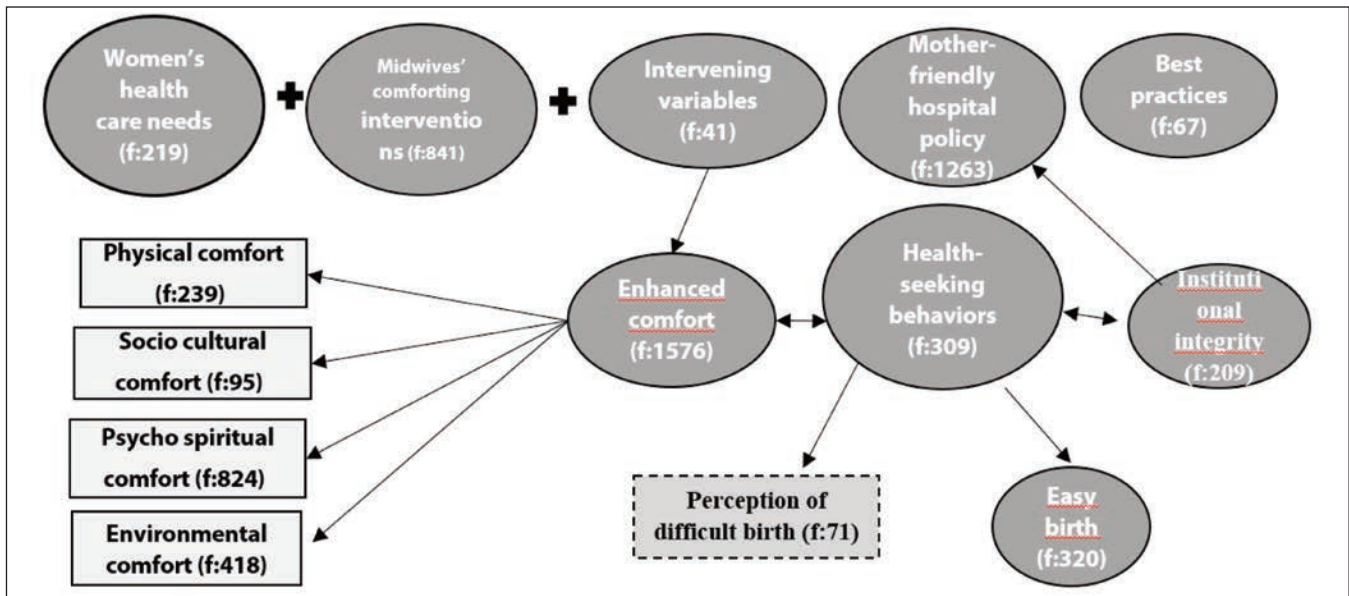 Women's
health
care needs
(f:219)
Midwives'
comforting
interventio
ns (f:841)
Intervening
variables
(f:41)
Mother-
friendly
hospital
policy
(f:1263)
Best
practices
(f:67)
Physical comfort
(f:239)
Socio cultural
comfort (f:95)
Psycho spiritual
comfort (f:824)
Environmental
comfort (f:418)
Enhanced
comfort
(f:1576)
Health-
seeking
behaviors
(f:309)
Instituti
onal
integrity
(f:209)
Perception of
difficult birth (f:71)
Easy
birth
(f:320)